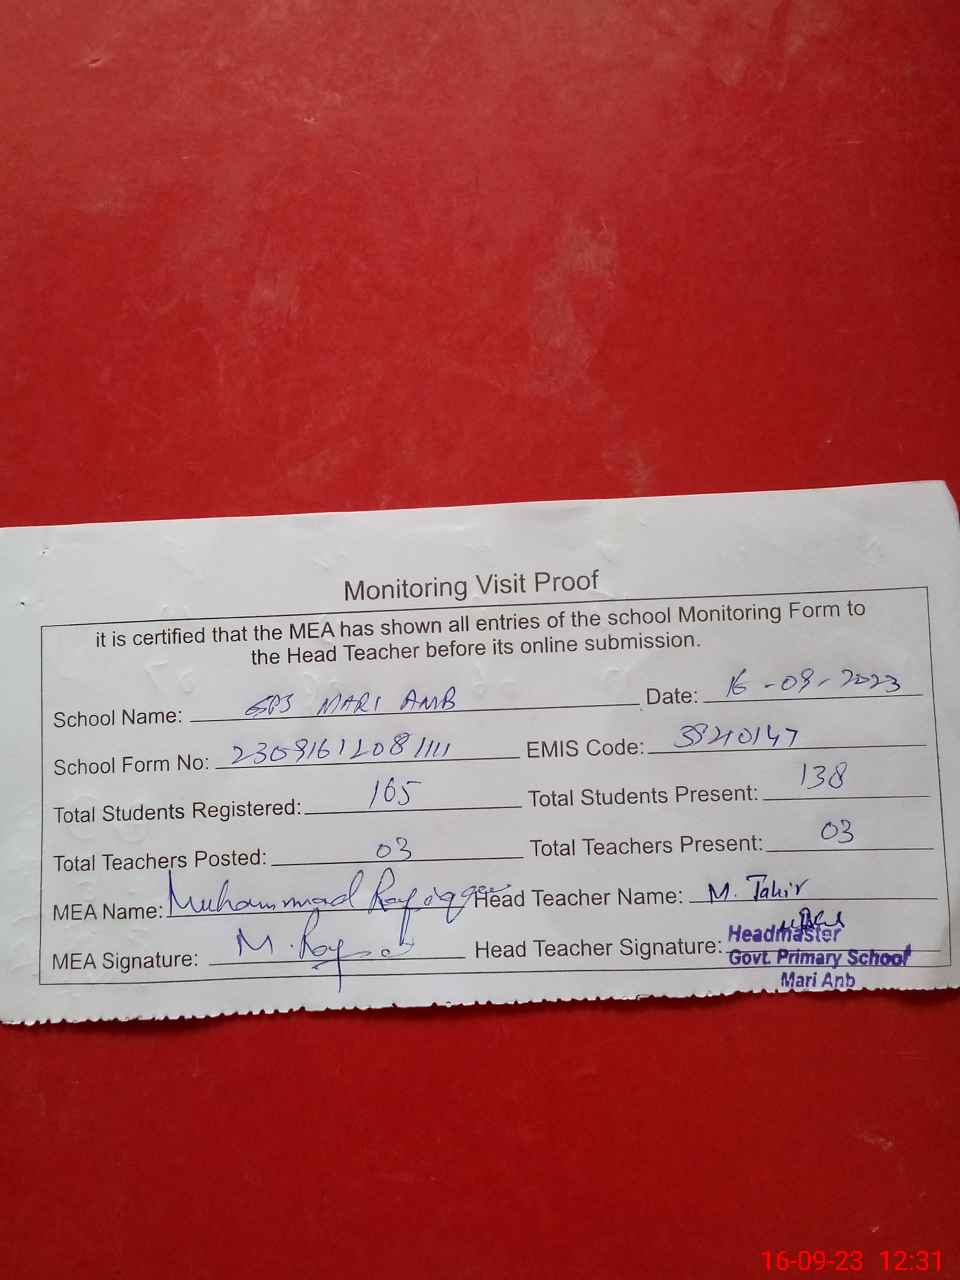 Monitoring Visit Proof
it is certified that the MEA has shown all entries of the school Monitoring Form to
the Head Teacher before its online submission.
School Name: GPS MARI ANB Date: 16-09-2023
School Form No: EMIS Code: 38210147
Total Students Registered: 165 Total Students Present: 138
Total Teachers Posted: 03 Total Teachers Present: 03
MEA Name: Muhammad Head Teacher Name: M. Tahir
MEA Signature: M. Head Teacher Signature:
Headmaster
Govt. Primary School
Mari Anb
16-09-23 12:31